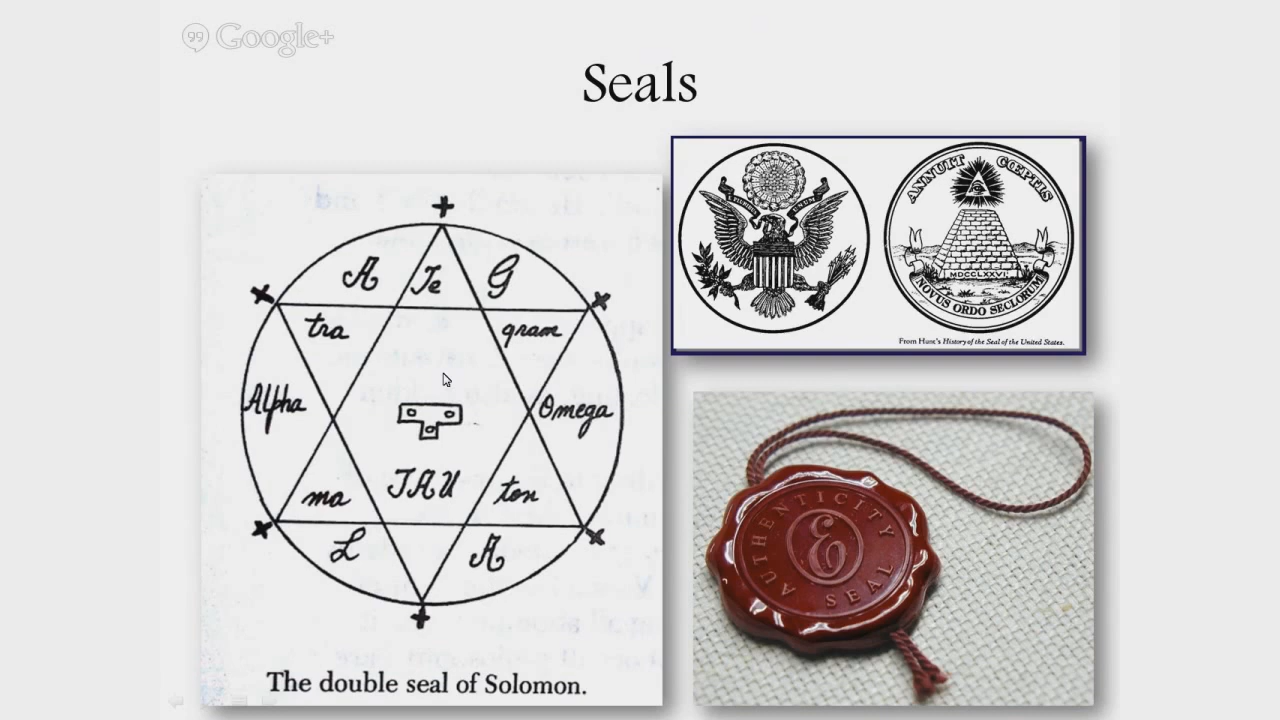 Google+
Seals
A Te G
tra gram
Alpha Omega
ma TAU ton
L A
The double seal of Solomon.
ANNUIT CŒPTIS
MDCCLXXVI
NOVUS ORDO SECLORUM
From Hunt's History of the Seal of the United States.
AUTHENTICITY
E
SEAL